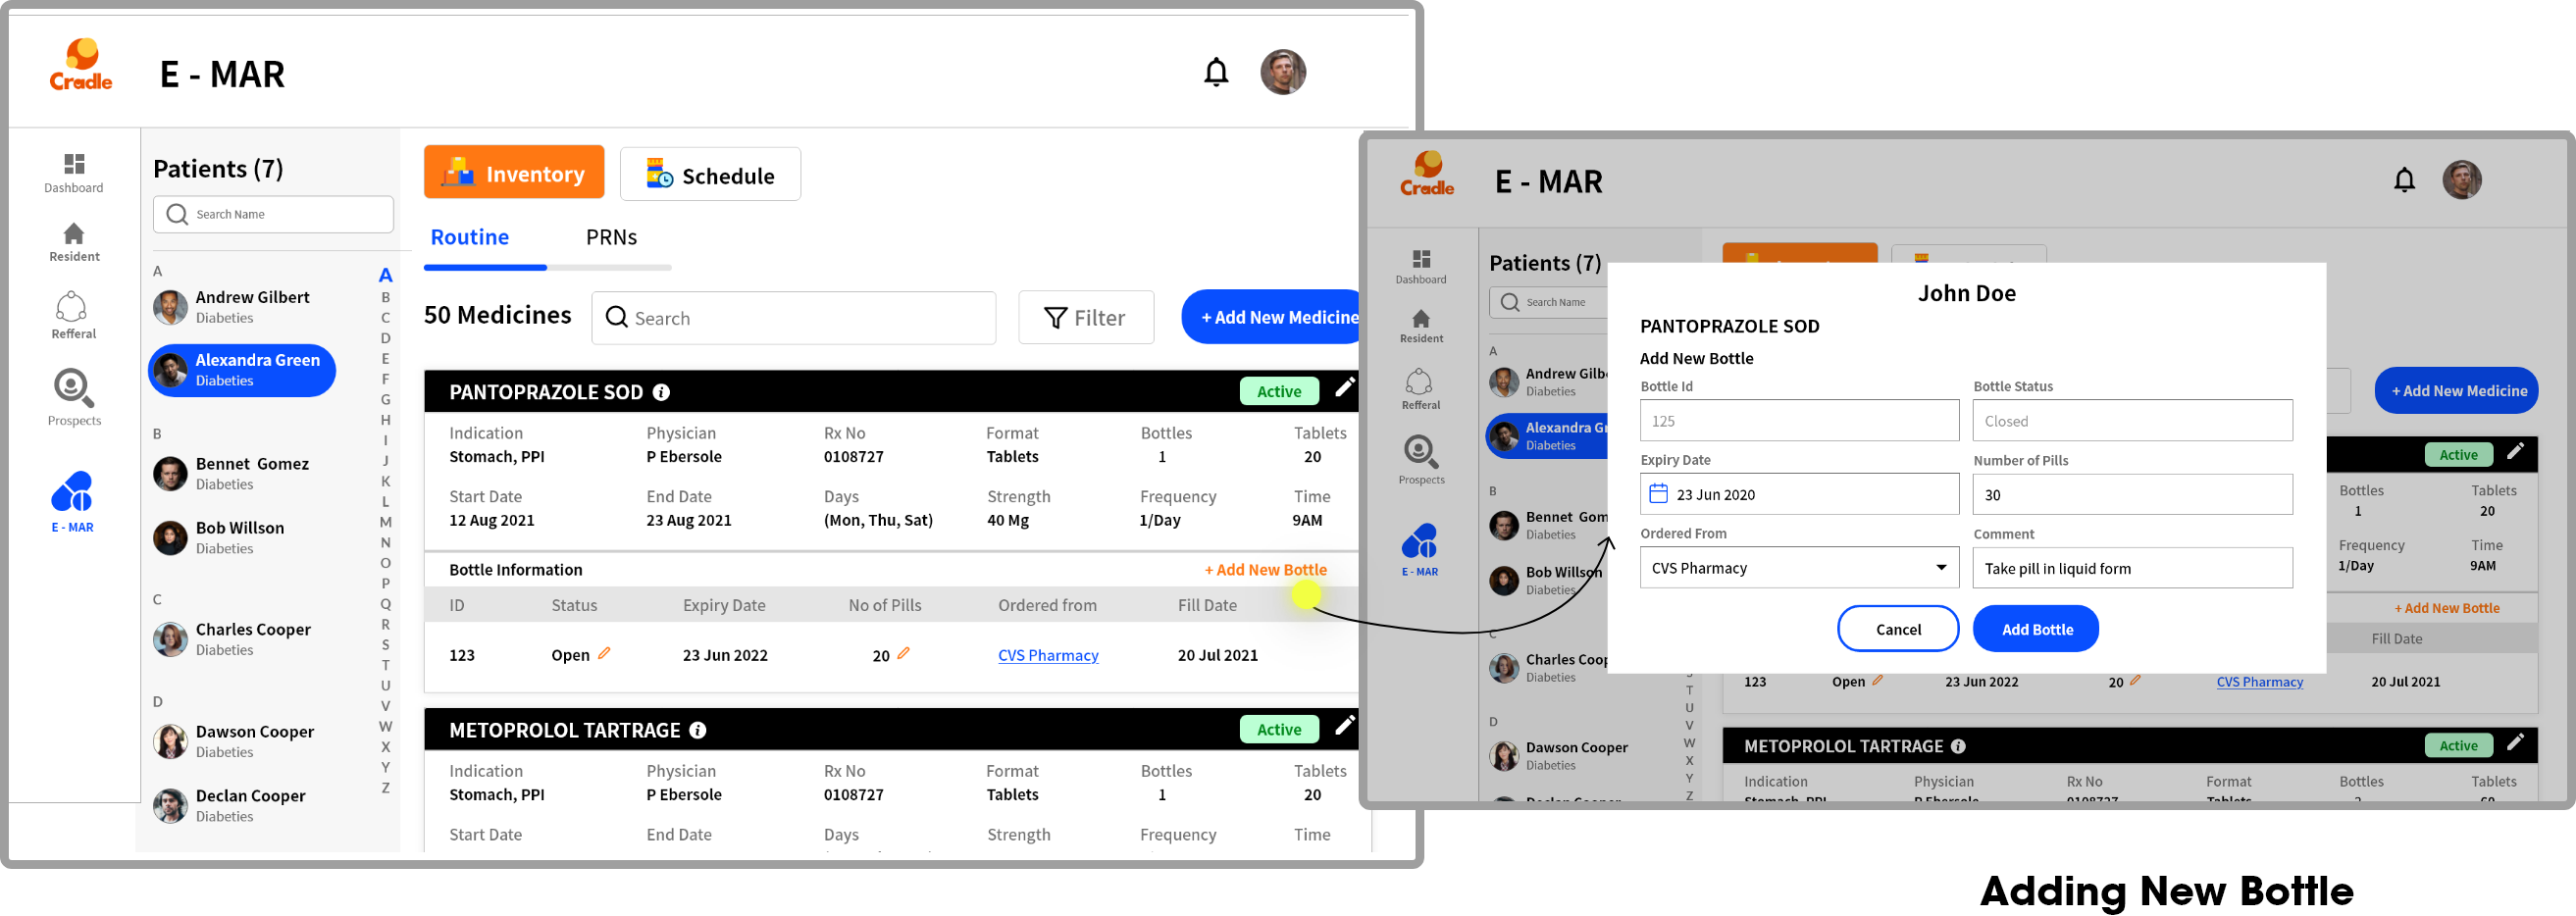 Cradle
E - MAR
Dashboard
Resident
Refferal
Prospects
E - MAR
Patients (7)
Search Name
A
Andrew Gilbert
Diabeties
Alexandra Green
Diabeties
B
Bennet Gomez
Diabeties
Bob Willson
Diabeties
C
Charles Cooper
Diabeties
D
Dawson Cooper
Diabeties
Declan Cooper
Diabeties
A
B
C
D
E
F
G
H
I
J
K
L
M
N
O
P
Q
R
S
T
U
V
W
X
Y
Z
Inventory
Schedule
Routine PRNs
50 Medicines Search Filter + Add New Medicine
PANTOPRAZOLE SOD Active
Indication Physician Rx No Format Bottles Tablets
Stomach, PPI P Ebersole 0108727 Tablets 1 20
Start Date End Date Days Strength Frequency Time
12 Aug 2021 23 Aug 2021 (Mon, Thu, Sat) 40 Mg 1/Day 9AM
Bottle Information + Add New Bottle
ID Status Expiry Date No of Pills Ordered from Fill Date
123 Open 23 Jun 2022 20 CVS Pharmacy 20 Jul 2021
METOPROLOL TARTRAGE Active
Indication Physician Rx No Format Bottles Tablets
Stomach, PPI P Ebersole 0108727 Tablets 1 20
Start Date End Date Days Strength Frequency Time
Cradle
E - MAR
Dashboard
Resident
Refferal
Prospects
E - MAR
Patients (7)
Search Name
A
Andrew Gilb
Diabeties
Alexandra Gr
Diabeties
B
Bennet Gom
Diabeties
Bob Willson
Diabeties
C
Charles Coop
Diabeties
D
Dawson Cooper
Diabeties
Declan Cooper
T
U
V
W
X
Y
Z
+ Add New Medicine
Active
Bottles Tablets
1 20
Frequency Time
1/Day 9AM
+ Add New Bottle
Fill Date
123 Open 23 Jun 2022 20 CVS Pharmacy 20 Jul 2021
METOPROLOL TARTRAGE Active
Indication Physician Rx No Format Bottles Tablets
Stomach, PPI P Ebersole 0108727 Tablets
John Doe
PANTOPRAZOLE SOD
Add New Bottle
Bottle Id Bottle Status
125 Closed
Expiry Date Number of Pills
23 Jun 2020 30
Ordered From Comment
CVS Pharmacy Take pill in liquid form
Cancel Add Bottle
Adding New Bottle